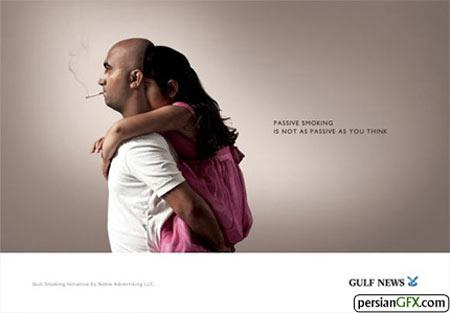 PASSIVE SMOKING
IS NOT AS PASSIVE AS YOU THINK
Quit Smoking Initiative by Noble Advertising LLC.
GULF NEWS
persianGFX.com